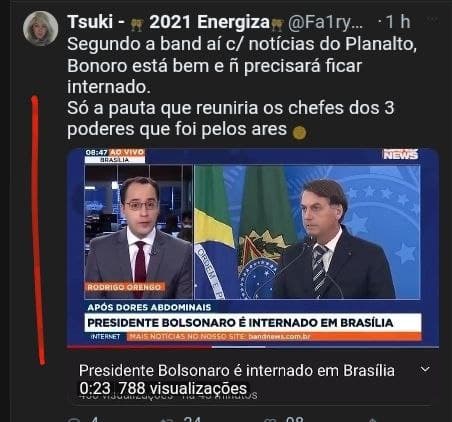 Tsuki - 2021 Energiza @Fa1ry... · 1 h
Segundo a band aí c/ notícias do Planalto,
Bonoro está bem e ñ precisará ficar
internado.
Só a pauta que reuniria os chefes dos 3
poderes que foi pelos ares
08:47 AO VIVO
BRASÍLIA
NEWS
ORDEM E P
RODRIGO ORENGO
APÓS DORES ABDOMINAIS
PRESIDENTE BOLSONARO É INTERNADO EM BRASÍLIA
INTERNET MAIS NOTÍCIAS NO NOSSO SITE: bandnews.com.br
Presidente Bolsonaro é internado em Brasília
0:23 788 visualizações